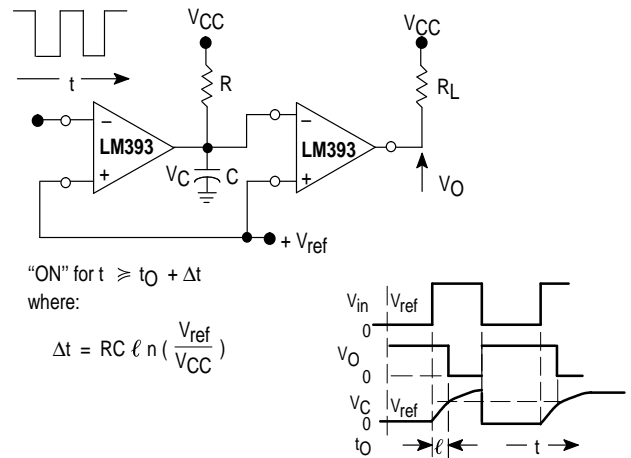 VCC
VCC
R
RL
t
−
LM393
+
VC
C
−
LM393
+
VO
+ Vref
“ON” for t ⩾ tO + Δt
where:
Δt = RC ℓ n ( Vref / VCC )
Vin
Vref
0
VO
0
VC
Vref
0
tO
ℓ
t